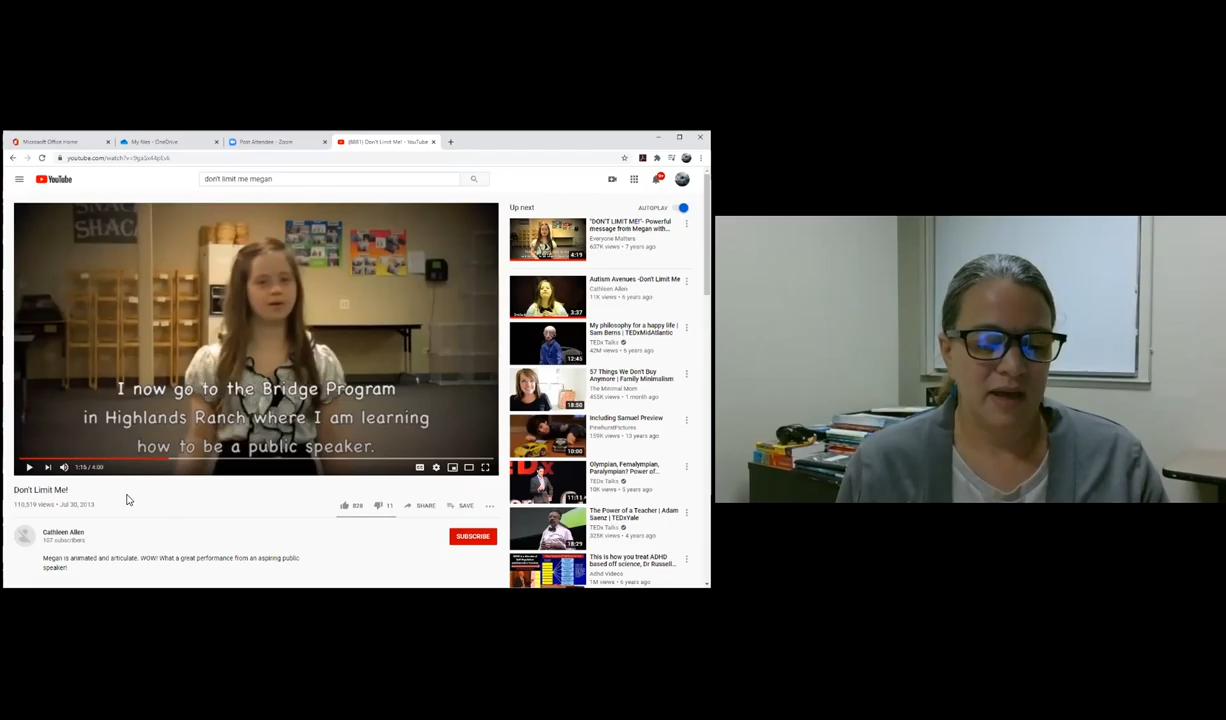 Microsoft Office Home
My files - OneDrive
Post Attendee - Zoom
(881) Don't Limit Me! - YouTube
YouTube
don't limit me megan
SNACK
SHAC
I now go to the Bridge Program
in Highlands Ranch where I am learning
how to be a public speaker.
1:15 / 4:00
Don't Limit Me!
110,519 views • Jul 30, 2013
828
11
SHARE
SAVE
Cathleen Allen
107 subscribers
SUBSCRIBE
Megan is animated and articulate. WOW! What a great performance from an aspiring public
speaker!
Up next
AUTOPLAY
"DON'T LIMIT ME!"- Powerful
message from Megan with...
Everyone Matters
637K views • 7 years ago
4:19
Autism Avenues -Don't Limit Me
Cathleen Allen
11K views • 6 years ago
3:37
My philosophy for a happy life |
Sam Berns | TEDxMidAtlantic
TEDx Talks
42M views • 6 years ago
12:45
57 Things We Don't Buy
Anymore | Family Minimalism
The Minimal Mom
455K views • 1 month ago
18:50
Including Samuel Preview
PinehurstPictures
159K views • 13 years ago
10:00
Olympian, Femalympian,
Paralympian? Power of...
TEDx Talks
10K views • 5 years ago
11:11
The Power of a Teacher | Adam
Saenz | TEDxYale
TEDx Talks
325K views • 4 years ago
18:29
This is how you treat ADHD
based off science, Dr Russell...
Adhd Videos
1M views • 6 years ago